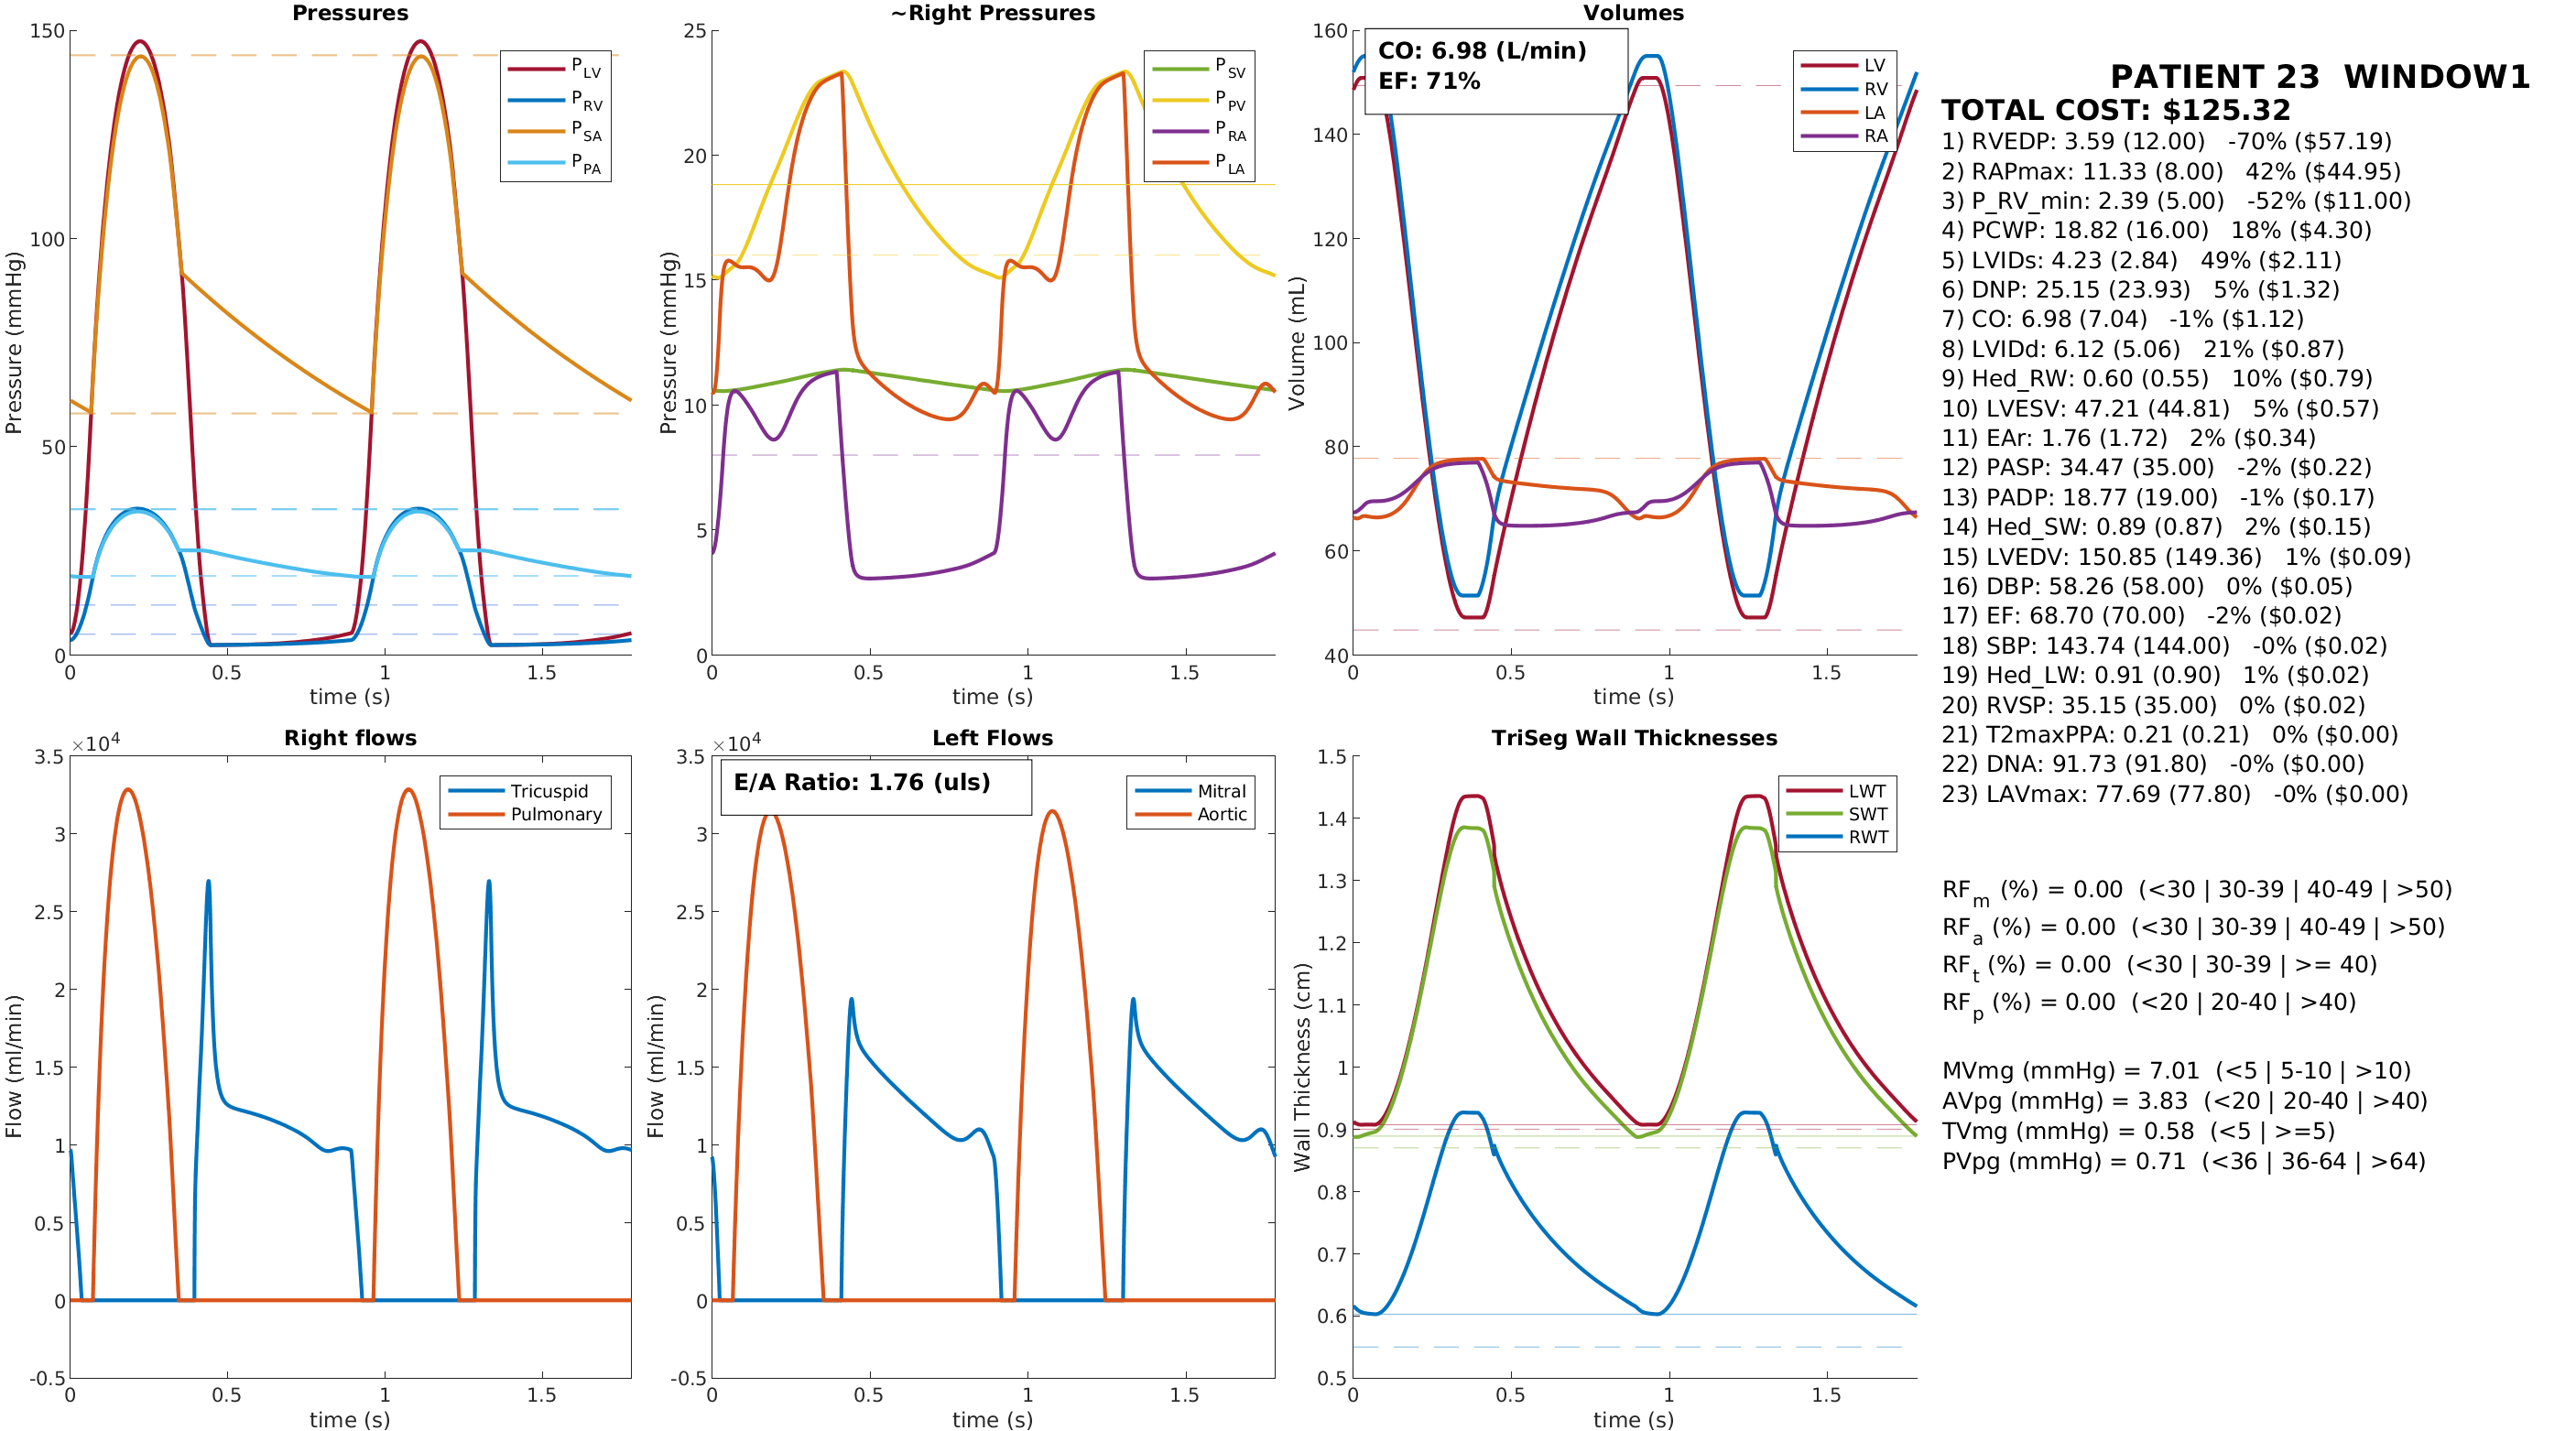 Pressures
150
100
50
0
Pressure (mmHg)
0 0.5 1 1.5
time (s)
P LV
P RV
P SA
P PA
~Right Pressures
25
20
15
10
5
0
Pressure (mmHg)
0 0.5 1 1.5
time (s)
P SV
P PV
P RA
P LA
Volumes
160
140
120
100
80
60
40
Volume (mL)
0 0.5 1 1.5
time (s)
CO: 6.98 (L/min)
EF: 71%
LV
RV
LA
RA
PATIENT 23 WINDOW1
TOTAL COST: $125.32
1) RVEDP: 3.59 (12.00) -70% ($57.19)
2) RAPmax: 11.33 (8.00) 42% ($44.95)
3) P_RV_min: 2.39 (5.00) -52% ($11.00)
4) PCWP: 18.82 (16.00) 18% ($4.30)
5) LVIDs: 4.23 (2.84) 49% ($2.11)
6) DNP: 25.15 (23.93) 5% ($1.32)
7) CO: 6.98 (7.04) -1% ($1.12)
8) LVIDd: 6.12 (5.06) 21% ($0.87)
9) Hed_RW: 0.60 (0.55) 10% ($0.79)
10) LVESV: 47.21 (44.81) 5% ($0.57)
11) EAr: 1.76 (1.72) 2% ($0.34)
12) PASP: 34.47 (35.00) -2% ($0.22)
13) PADP: 18.77 (19.00) -1% ($0.17)
14) Hed_SW: 0.89 (0.87) 2% ($0.15)
15) LVEDV: 150.85 (149.36) 1% ($0.09)
16) DBP: 58.26 (58.00) 0% ($0.05)
17) EF: 68.70 (70.00) -2% ($0.02)
18) SBP: 143.74 (144.00) -0% ($0.02)
19) Hed_LW: 0.91 (0.90) 1% ($0.02)
20) RVSP: 35.15 (35.00) 0% ($0.02)
21) T2maxPPA: 0.21 (0.21) 0% ($0.00)
22) DNA: 91.73 (91.80) -0% ($0.00)
23) LAVmax: 77.69 (77.80) -0% ($0.00)
RF m (%) = 0.00 (<30 | 30-39 | 40-49 | >50)
RF a (%) = 0.00 (<30 | 30-39 | 40-49 | >50)
RF t (%) = 0.00 (<30 | 30-39 | >= 40)
RF p (%) = 0.00 (<20 | 20-40 | >40)
MVmg (mmHg) = 7.01 (<5 | 5-10 | >10)
AVpg (mmHg) = 3.83 (<20 | 20-40 | >40)
TVmg (mmHg) = 0.58 (<5 | >=5)
PVpg (mmHg) = 0.71 (<36 | 36-64 | >64)
Right flows
×10^4
3.5
3
2.5
2
1.5
1
0.5
0
-0.5
Flow (ml/min)
0 0.5 1 1.5
time (s)
Tricuspid
Pulmonary
Left Flows
×10^4
3.5
3
2.5
2
1.5
1
0.5
0
-0.5
Flow (ml/min)
0 0.5 1 1.5
time (s)
E/A Ratio: 1.76 (uls)
Mitral
Aortic
TriSeg Wall Thicknesses
1.5
1.4
1.3
1.2
1.1
1
0.9
0.8
0.7
0.6
0.5
Wall Thickness (cm)
0 0.5 1 1.5
time (s)
LWT
SWT
RWT